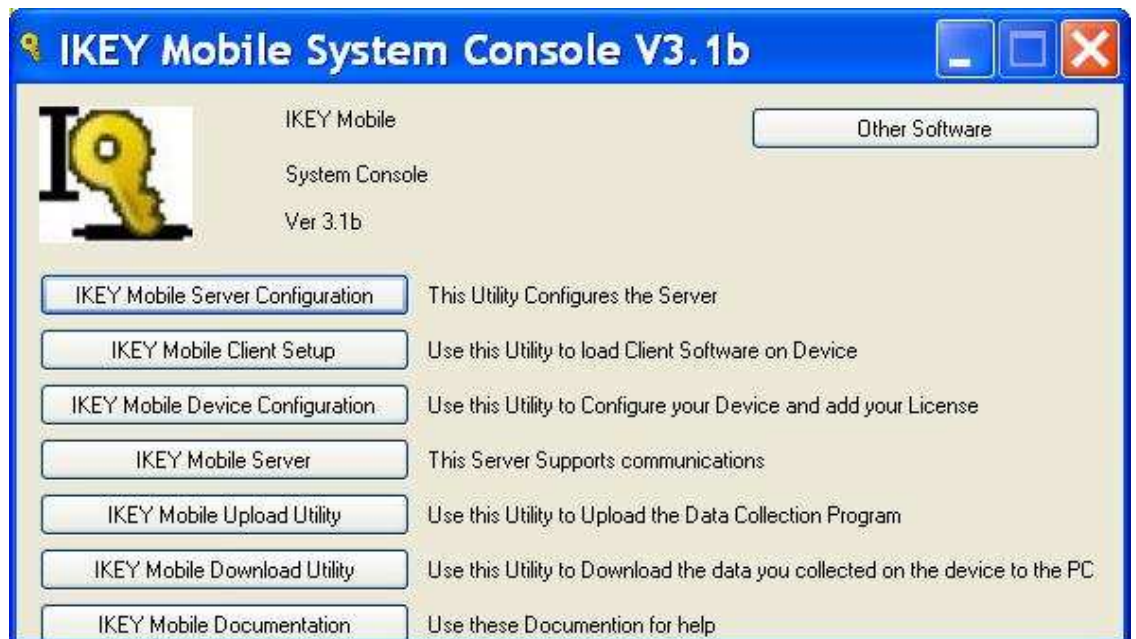 IKEY Mobile System Console V3.1b
I
IKEY Mobile
Other Software
System Console
Ver 3.1b
IKEY Mobile Server Configuration This Utility Configures the Server
IKEY Mobile Client Setup Use this Utility to load Client Software on Device
IKEY Mobile Device Configuration Use this Utility to Configure your Device and add your License
IKEY Mobile Server This Server Supports communications
IKEY Mobile Upload Utility Use this Utility to Upload the Data Collection Program
IKEY Mobile Download Utility Use this Utility to Download the data you collected on the device to the PC
IKEY Mobile Documentation Use these Documention for help